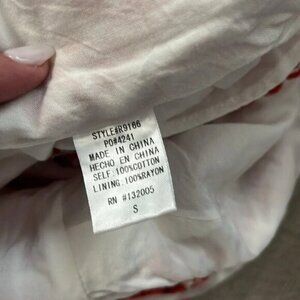 STYLE#R9186
PO#4241
MADE IN CHINA
HECHO EN CHINA
SELF:100%COTTON
LINING:100%RAYON
RN #132005
S